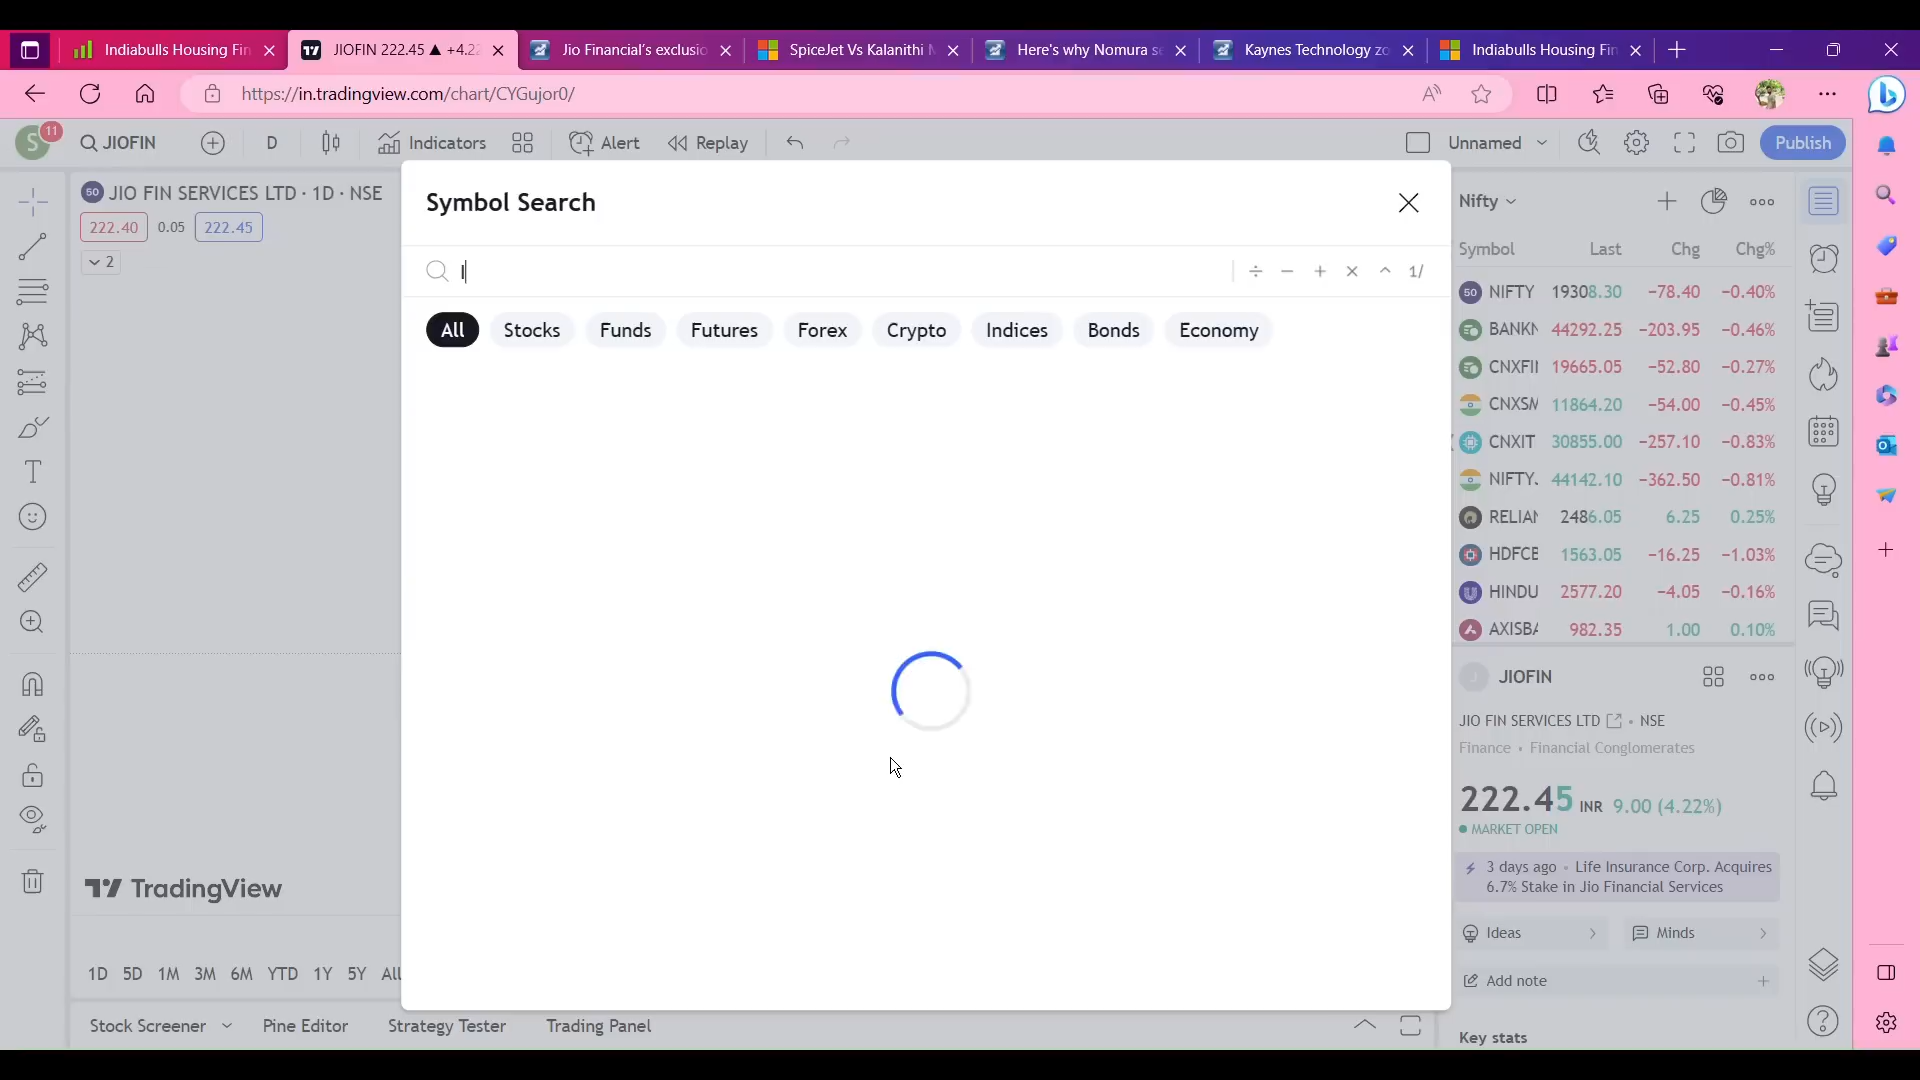 Indiabulls Housing Fin
JIOFIN 222.45 ▲ +4.22
Jio Financial's exclusio
SpiceJet Vs Kalanithi M
Here's why Nomura se
Kaynes Technology zo
Indiabulls Housing Fin
https://in.tradingview.com/chart/CYGujor0/
S
11
JIOFIN
D
Indicators
Alert
Replay
Unnamed
Publish
50 JIO FIN SERVICES LTD · 1D · NSE
222.40 0.05 222.45
2
Symbol Search
I
÷ − + × ^ 1/
All Stocks Funds Futures Forex Crypto Indices Bonds Economy
TradingView
1D 5D 1M 3M 6M YTD 1Y 5Y All
Stock Screener Pine Editor Strategy Tester Trading Panel
Nifty
Symbol Last Chg Chg%
50 NIFTY 19308.30 −78.40 −0.40%
BANKN 44292.25 −203.95 −0.46%
CNXFI 19665.05 −52.80 −0.27%
CNXSM 11864.20 −54.00 −0.45%
CNXIT 30855.00 −257.10 −0.83%
NIFTY 44142.10 −362.50 −0.81%
RELIAN 2486.05 6.25 0.25%
HDFCB 1563.05 −16.25 −1.03%
HINDU 2577.20 −4.05 −0.16%
AXISBA 982.35 1.00 0.10%
J JIOFIN
JIO FIN SERVICES LTD • NSE
Finance • Financial Conglomerates
222.45 INR 9.00 (4.22%)
MARKET OPEN
3 days ago • Life Insurance Corp. Acquires
6.7% Stake in Jio Financial Services
Ideas Minds
Add note
Key stats